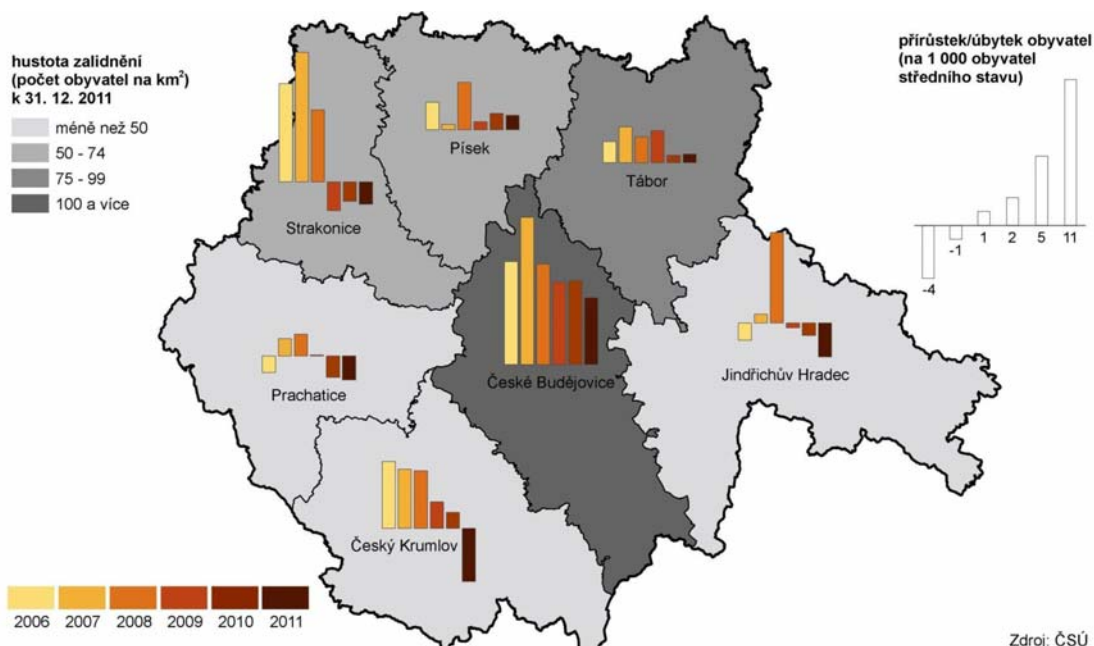 hustota zalidnění
(počet obyvatel na km²)
k 31. 12. 2011
méně než 50
50 - 74
75 - 99
100 a více
přírůstek/úbytek obyvatel
(na 1 000 obyvatel
středního stavu)
-4
-1
1
2
5
11
Písek
Tábor
Strakonice
České Budějovice
Jindřichův Hradec
Prachatice
Český Krumlov
2006
2007
2008
2009
2010
2011
Zdroj: ČSÚ